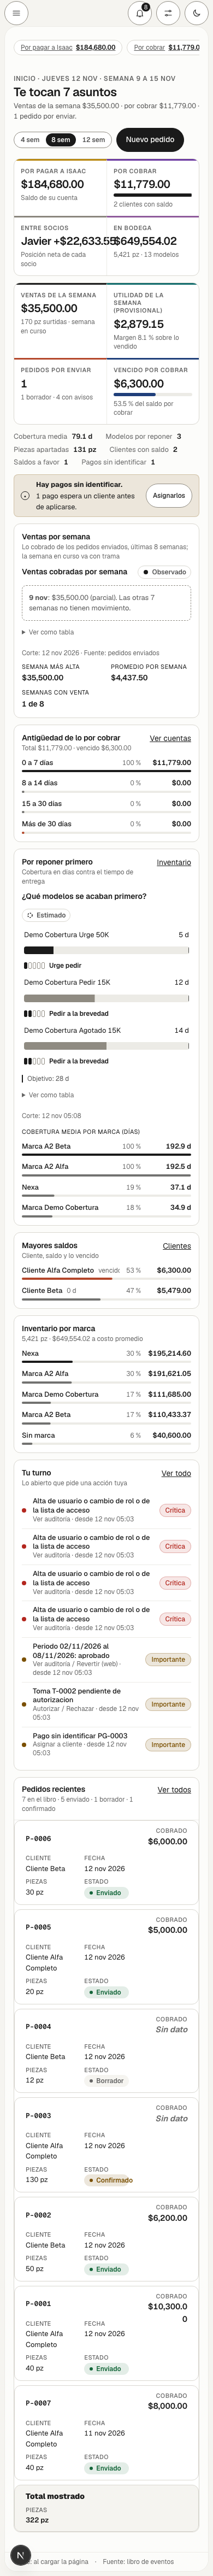 8
Por pagar a Isaac $184,680.00
Por cobrar $11,779.0
INICIO · JUEVES 12 NOV · SEMANA 9 A 15 NOV
Te tocan 7 asuntos
Ventas de la semana $35,500.00 · por cobrar $11,779.00 ·
1 pedido por enviar.
4 sem 8 sem 12 sem Nuevo pedido
POR PAGAR A ISAAC
$184,680.00
Saldo de su cuenta
POR COBRAR
$11,779.00
2 clientes con saldo
ENTRE SOCIOS
Javier +$22,633.55
Posición neta de cada
socio
EN BODEGA
$649,554.02
5,421 pz · 13 modelos
VENTAS DE LA SEMANA
$35,500.00
170 pz surtidas · semana
en curso
UTILIDAD DE LA
SEMANA
(PROVISIONAL)
$2,879.15
Margen 8.1 % sobre lo
vendido
PEDIDOS POR ENVIAR
1
1 borrador · 4 con avisos
VENCIDO POR COBRAR
$6,300.00
53.5 % del saldo por
cobrar
Cobertura media 79.1 d
Modelos por reponer 3
Piezas apartadas 131 pz
Clientes con saldo 2
Saldos a favor 1
Pagos sin identificar 1
Hay pagos sin identificar.
1 pago espera un cliente antes
de aplicarse.
Asignarlos
Ventas por semana
Lo cobrado de los pedidos enviados, últimas 8 semanas;
la semana en curso va con trama
Ventas cobradas por semana
Observado
9 nov: $35,500.00 (parcial). Las otras 7
semanas no tienen movimiento.
Ver como tabla
Corte: 12 nov 2026 · Fuente: pedidos enviados
SEMANA MÁS ALTA
$35,500.00
PROMEDIO POR SEMANA
$4,437.50
SEMANAS CON VENTA
1 de 8
Antigüedad de lo por cobrar
Ver cuentas
Total $11,779.00 · vencido $6,300.00
0 a 7 días 100 % $11,779.00
8 a 14 días 0 % $0.00
15 a 30 días 0 % $0.00
Más de 30 días 0 % $0.00
Por reponer primero
Inventario
Cobertura en días contra el tiempo de
entrega
¿Qué modelos se acaban primero?
Estimado
Demo Cobertura Urge 50K 5 d
Urge pedir
Demo Cobertura Pedir 15K 12 d
Pedir a la brevedad
Demo Cobertura Agotado 15K 14 d
Pedir a la brevedad
Objetivo: 28 d
Ver como tabla
Corte: 12 nov 05:08
COBERTURA MEDIA POR MARCA (DÍAS)
Marca A2 Beta 100 % 192.9 d
Marca A2 Alfa 100 % 192.5 d
Nexa 19 % 37.1 d
Marca Demo Cobertura 18 % 34.9 d
Mayores saldos
Clientes
Cliente, saldo y lo vencido
Cliente Alfa Completo vencido 53 % $6,300.00
Cliente Beta 0 d 47 % $5,479.00
Inventario por marca
5,421 pz · $649,554.02 a costo promedio
Nexa 30 % $195,214.60
Marca A2 Alfa 30 % $191,621.05
Marca Demo Cobertura 17 % $111,685.00
Marca A2 Beta 17 % $110,433.37
Sin marca 6 % $40,600.00
Tu turno
Ver todo
Lo abierto que pide una acción tuya
Alta de usuario o cambio de rol o de
la lista de acceso
Ver auditoría · desde 12 nov 05:03
Crítica
Alta de usuario o cambio de rol o de
la lista de acceso
Ver auditoría · desde 12 nov 05:03
Crítica
Alta de usuario o cambio de rol o de
la lista de acceso
Ver auditoría · desde 12 nov 05:03
Crítica
Alta de usuario o cambio de rol o de
la lista de acceso
Ver auditoría · desde 12 nov 05:03
Crítica
Periodo 02/11/2026 al
08/11/2026: aprobado
Ver auditoría / Revertir (web) ·
desde 12 nov 05:03
Importante
Toma T-0002 pendiente de
autorizacion
Autorizar / Rechazar · desde 12 nov
05:03
Importante
Pago sin identificar PG-0003
Asignar a cliente · desde 12 nov
05:03
Importante
Pedidos recientes
Ver todos
7 en el libro · 5 enviado · 1 borrador · 1
confirmado
P-0006
COBRADO
$6,000.00
CLIENTE FECHA
Cliente Beta 12 nov 2026
PIEZAS ESTADO
30 pz Enviado
P-0005
COBRADO
$5,000.00
CLIENTE FECHA
Cliente Alfa 12 nov 2026
Completo
PIEZAS ESTADO
20 pz Enviado
P-0004
COBRADO
Sin dato
CLIENTE FECHA
Cliente Beta 12 nov 2026
PIEZAS ESTADO
12 pz Borrador
P-0003
COBRADO
Sin dato
CLIENTE FECHA
Cliente Alfa 12 nov 2026
Completo
PIEZAS ESTADO
130 pz Confirmado
P-0002
COBRADO
$6,200.00
CLIENTE FECHA
Cliente Beta 12 nov 2026
PIEZAS ESTADO
50 pz Enviado
P-0001
COBRADO
$10,300.0
0
CLIENTE FECHA
Cliente Alfa 12 nov 2026
Completo
PIEZAS ESTADO
40 pz Enviado
P-0007
COBRADO
$8,000.00
CLIENTE FECHA
Cliente Alfa 11 nov 2026
Completo
PIEZAS ESTADO
40 pz Enviado
Total mostrado
PIEZAS
322 pz
N
al cargar la página · Fuente: libro de eventos